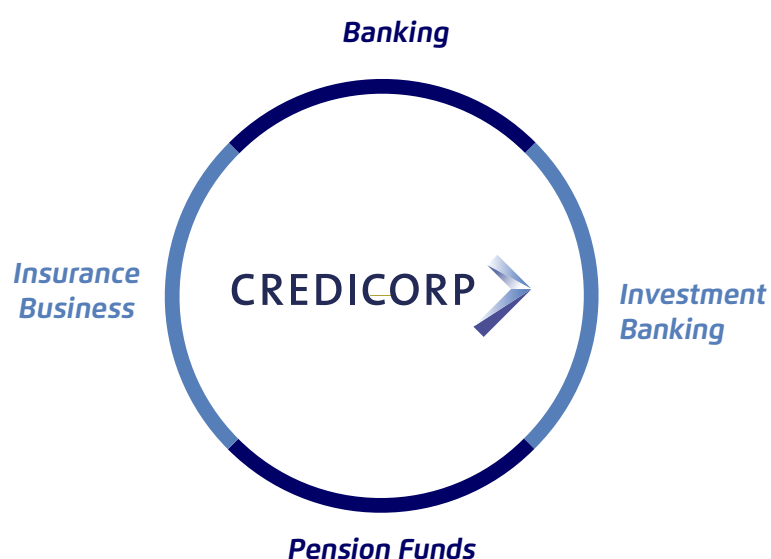 Banking
Insurance
Business
CREDICORP
Investment
Banking
Pension Funds